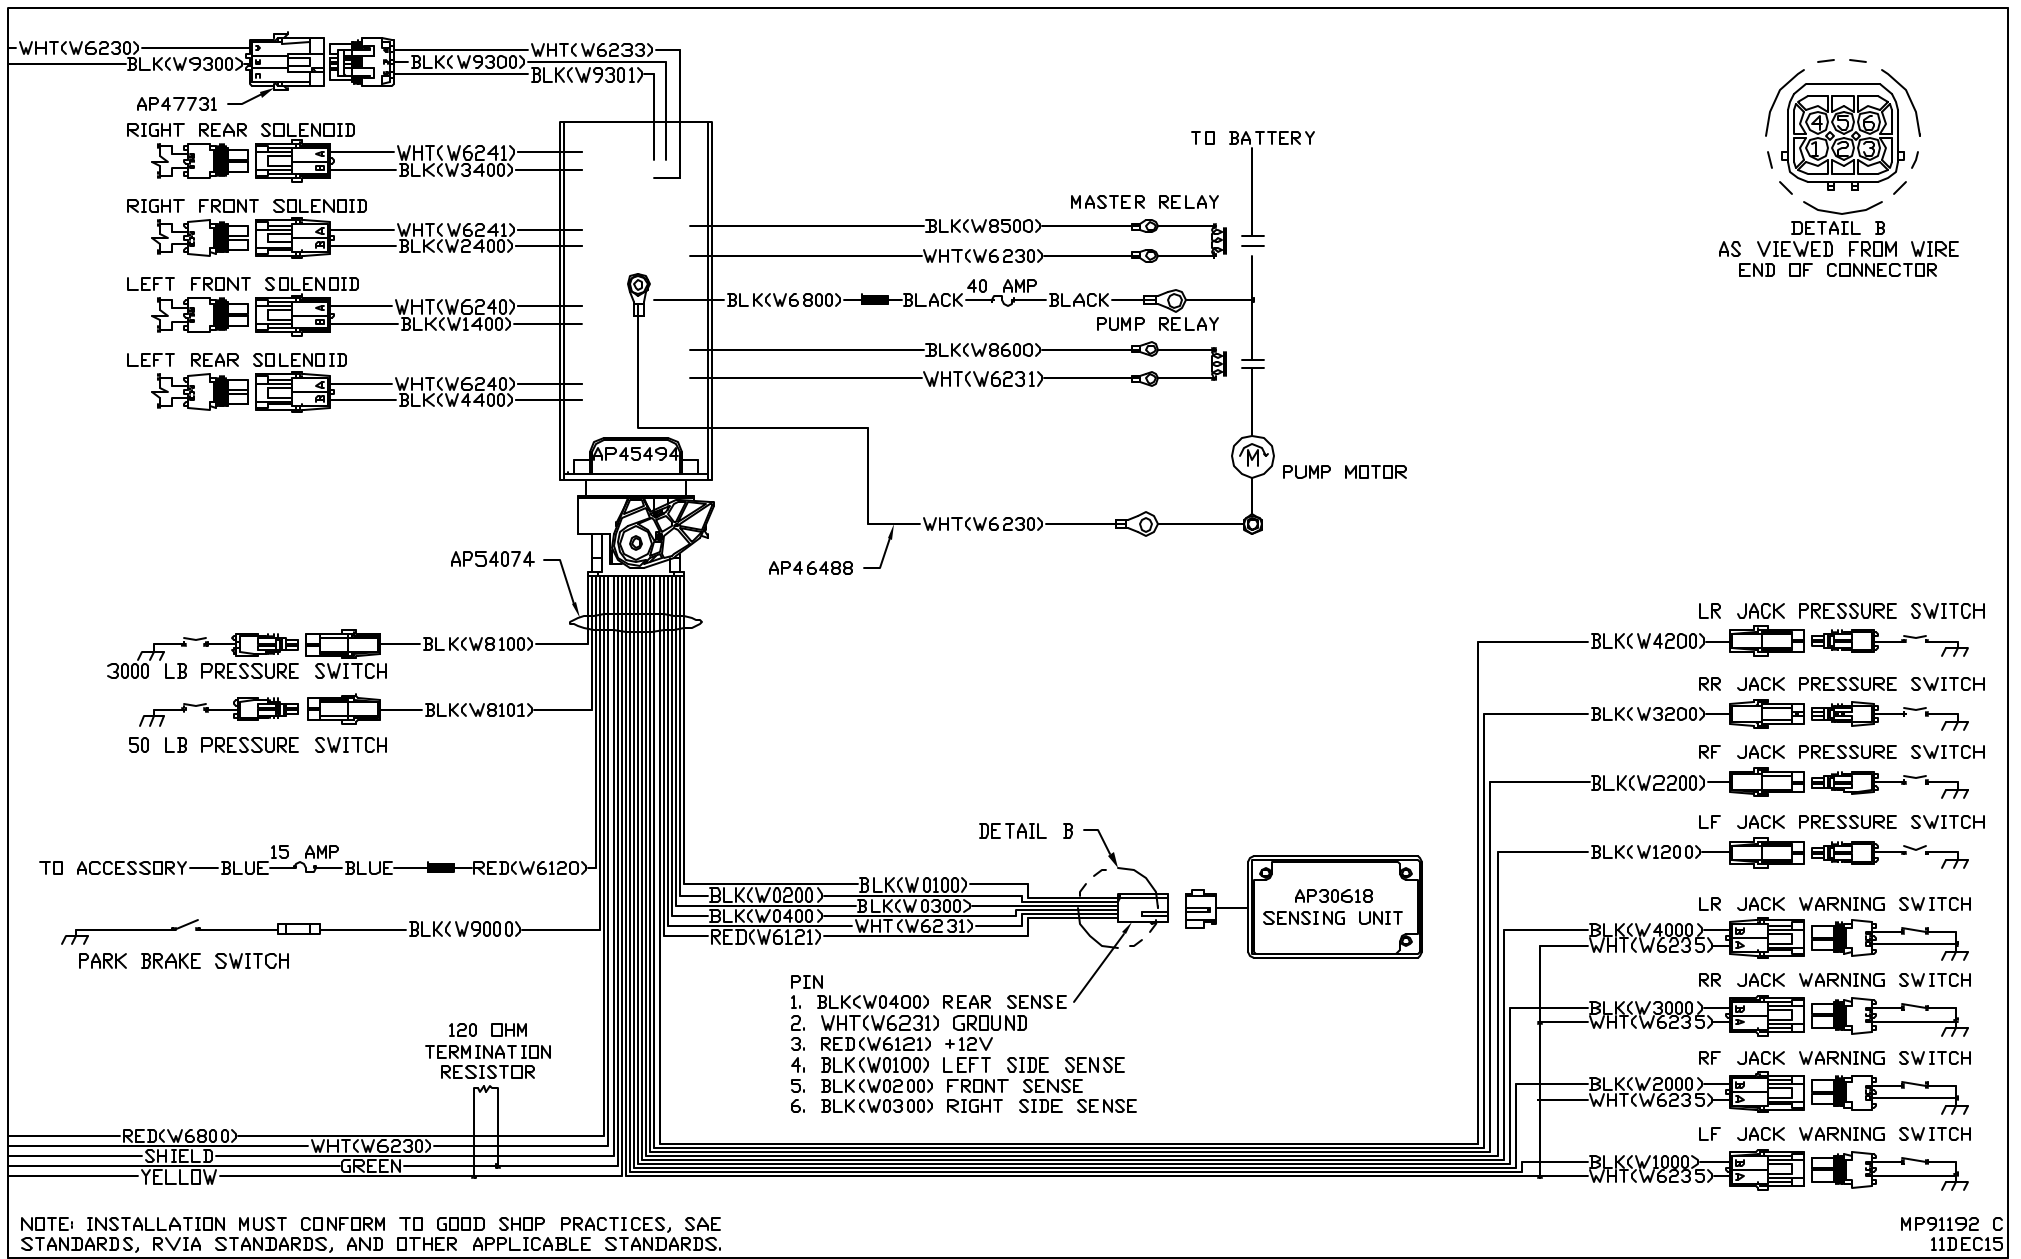 WHT(W6230)
BLK(W9300)
WHT(W6233)
BLK(W9300)
BLK(W9301)
AP47731
RIGHT REAR SOLENOID
A
B
WHT(W6241)
BLK(W3400)
RIGHT FRONT SOLENOID
A
B
WHT(W6241)
BLK(W2400)
LEFT FRONT SOLENOID
A
B
WHT(W6240)
BLK(W1400)
LEFT REAR SOLENOID
A
B
WHT(W6240)
BLK(W4400)
AP45494
TO BATTERY
MASTER RELAY
BLK(W8500)
WHT(W6230)
BLK(W6800)
BLACK
40 AMP
BLACK
PUMP RELAY
BLK(W8600)
WHT(W6231)
M
PUMP MOTOR
WHT(W6230)
AP46488
4 5 6
1 2 3
DETAIL B
AS VIEWED FROM WIRE
END OF CONNECTOR
AP54074
BLK(W8100)
3000 LB PRESSURE SWITCH
BLK(W8101)
50 LB PRESSURE SWITCH
TO ACCESSORY
BLUE
15 AMP
BLUE
RED(W6120)
BLK(W9000)
PARK BRAKE SWITCH
120 OHM
TERMINATION
RESISTOR
RED(W6800)
WHT(W6230)
SHIELD
GREEN
YELLOW
DETAIL B
BLK(W0100)
BLK(W0200)
BLK(W0300)
BLK(W0400)
WHT(W6231)
RED(W6121)
AP30618
SENSING UNIT
PIN
1. BLK(W0400) REAR SENSE
2. WHT(W6231) GROUND
3. RED(W6121) +12V
4. BLK(W0100) LEFT SIDE SENSE
5. BLK(W0200) FRONT SENSE
6. BLK(W0300) RIGHT SIDE SENSE
LR JACK PRESSURE SWITCH
BLK(W4200)
RR JACK PRESSURE SWITCH
BLK(W3200)
RF JACK PRESSURE SWITCH
BLK(W2200)
LF JACK PRESSURE SWITCH
BLK(W1200)
LR JACK WARNING SWITCH
BLK(W4000)
WHT(W6235)
B
A
RR JACK WARNING SWITCH
BLK(W3000)
WHT(W6235)
B
A
RF JACK WARNING SWITCH
BLK(W2000)
WHT(W6235)
B
A
LF JACK WARNING SWITCH
BLK(W1000)
WHT(W6235)
B
A
NOTE: INSTALLATION MUST CONFORM TO GOOD SHOP PRACTICES, SAE
STANDARDS, RVIA STANDARDS, AND OTHER APPLICABLE STANDARDS.
MP91192 C
11DEC15